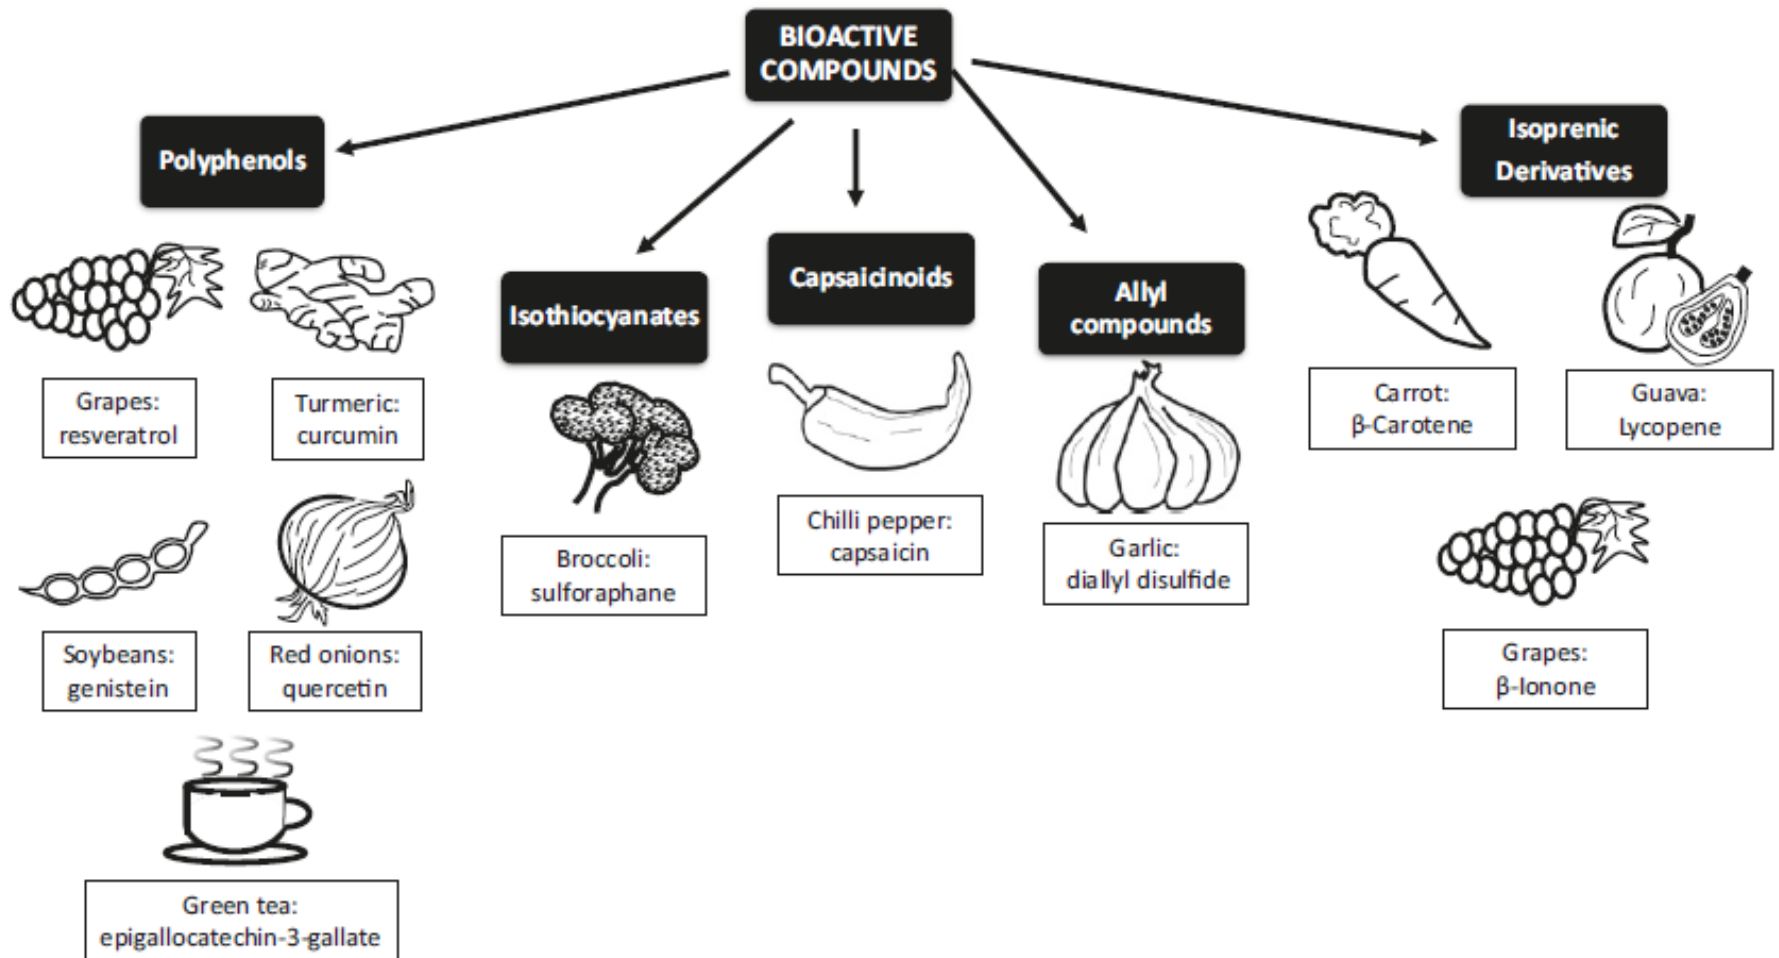 BIOACTIVE
COMPOUNDS
Polyphenols
Grapes:
resveratrol
Turmeric:
curcumin
Soybeans:
genistein
Red onions:
quercetin
Green tea:
epigallocatechin-3-gallate
Isothiocyanates
Broccoli:
sulforaphane
Capsaicinoids
Chilli pepper:
capsaicin
Allyl
compounds
Garlic:
diallyl disulfide
Isoprenic
Derivatives
Carrot:
β-Carotene
Guava:
Lycopene
Grapes:
β-Ionone